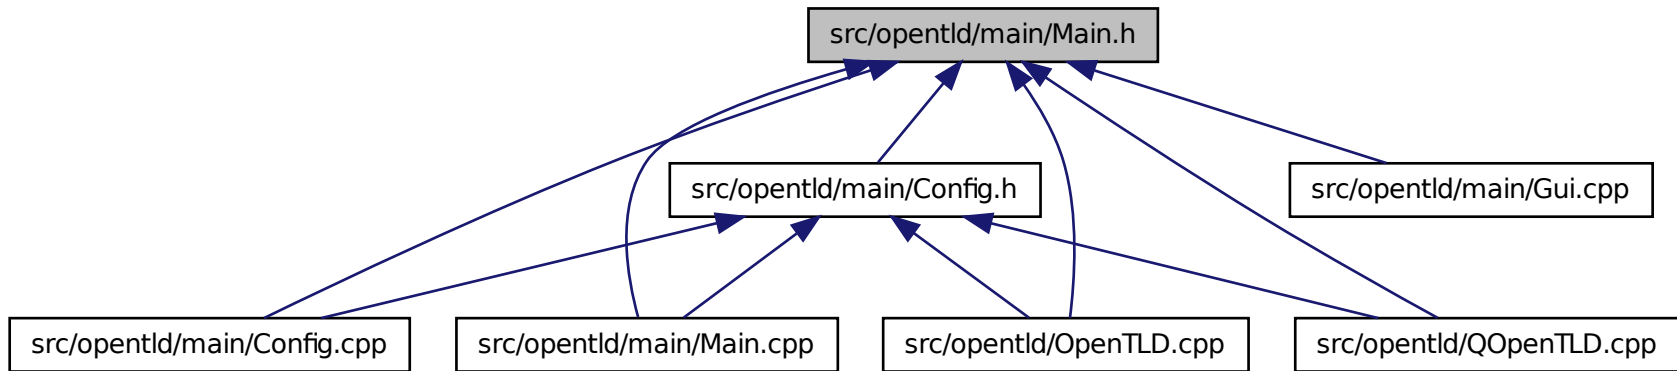 src/opentld/main/Main.h
src/opentld/main/Config.h
src/opentld/main/Gui.cpp
src/opentld/main/Config.cpp
src/opentld/main/Main.cpp
src/opentld/OpenTLD.cpp
src/opentld/QOpenTLD.cpp